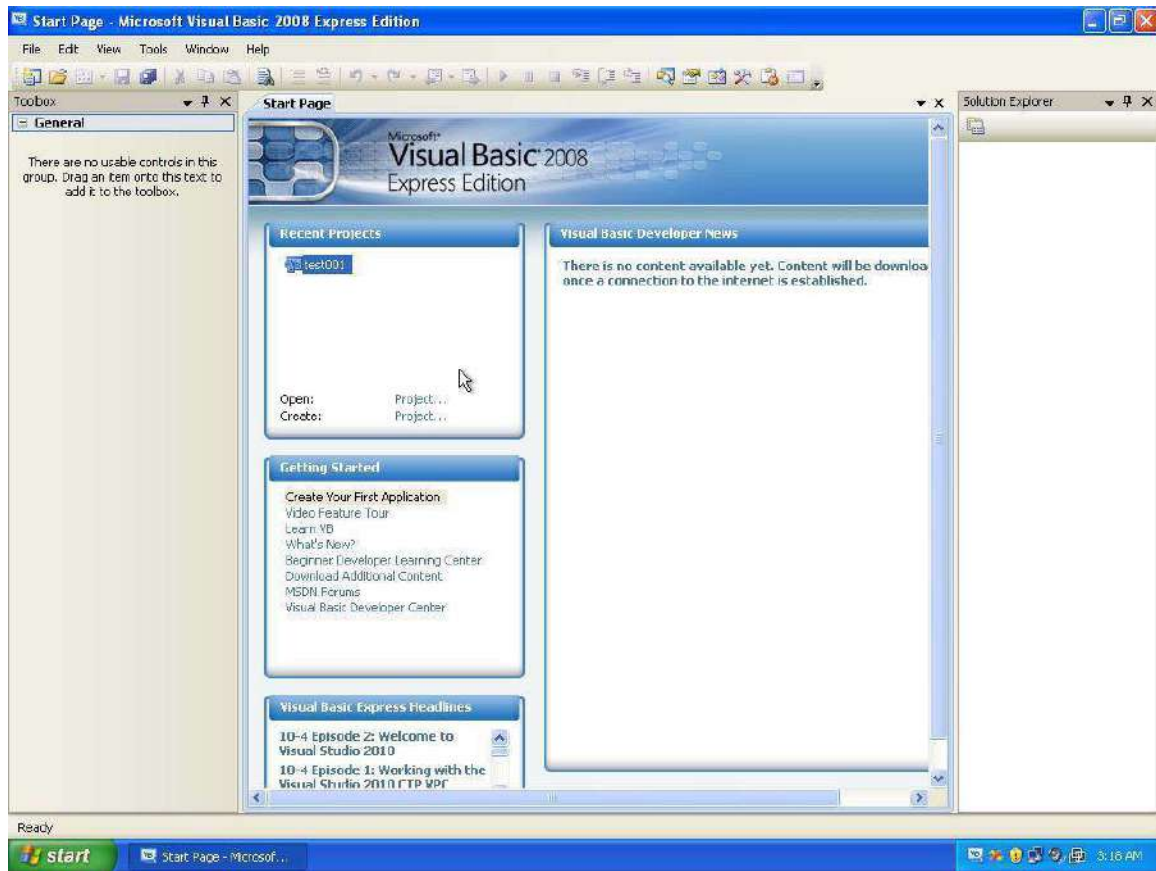 Start Page - Microsoft Visual Basic 2008 Express Edition
File Edit View Tools Window Help
Toolbox
General
There are no usable controls in this
group. Drag an item onto this text to
add it to the toolbox.
Start Page
Microsoft®
Visual Basic® 2008
Express Edition
Recent Projects
test001
Open: Project...
Create: Project...
Getting Started
Create Your First Application
Video Feature Tour
Learn VB
What's New?
Beginner Developer Learning Center
Download Additional Content
MSDN Forums
Visual Basic Developer Center
Visual Basic Express Headlines
10-4 Episode 2: Welcome to
Visual Studio 2010
10-4 Episode 1: Working with the
Visual Studio 2010 CTP VPC
Visual Basic Developer News
There is no content available yet. Content will be downloa
once a connection to the internet is established.
Solution Explorer
Ready
start
Start Page - Microsof...
3:16 AM